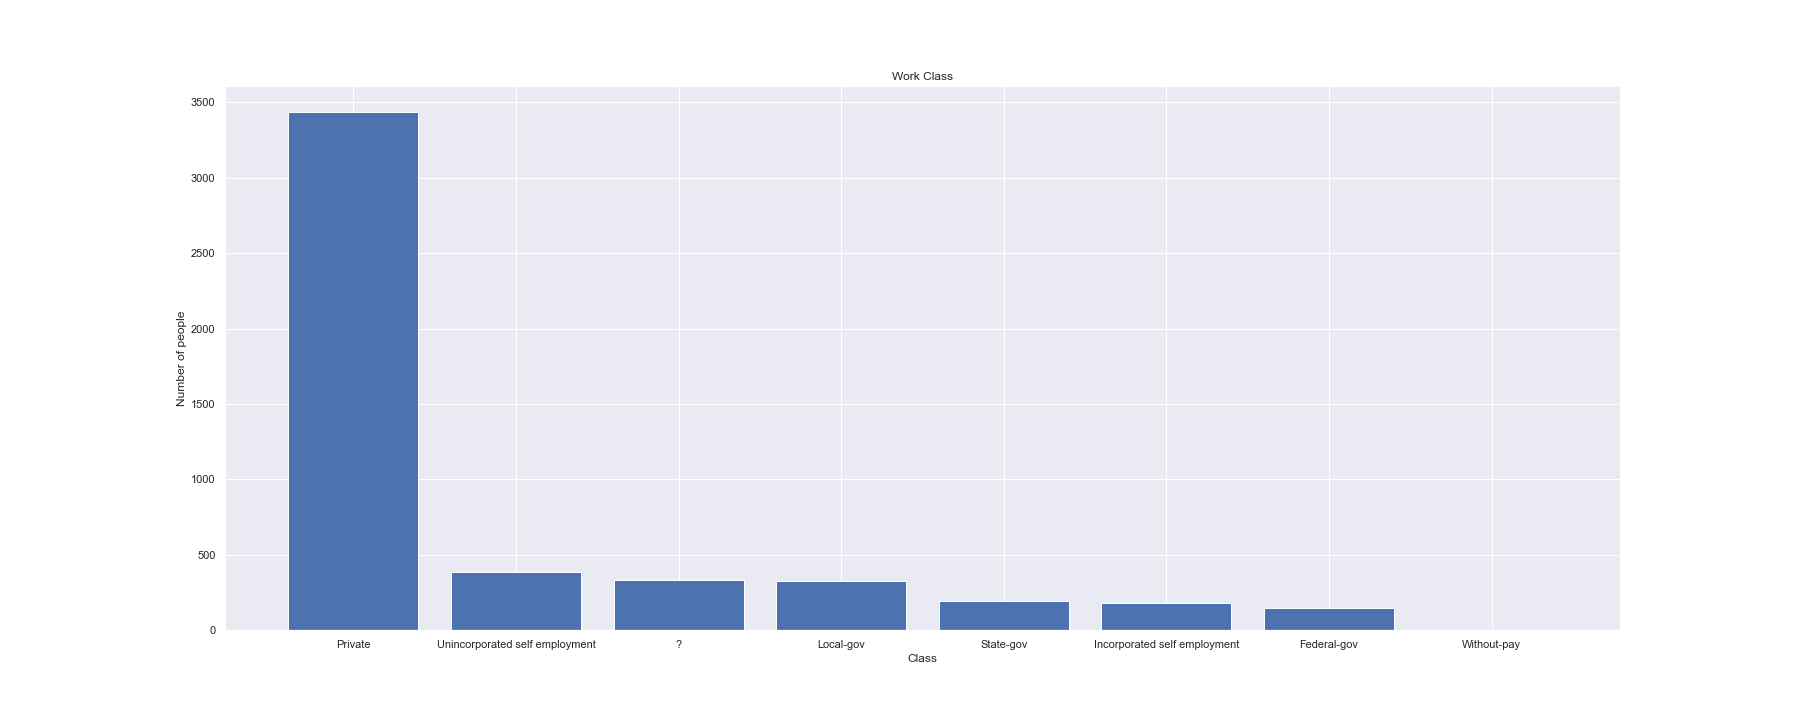 Work Class
3500
3000
2500
2000
1500
1000
500
0
Number of people
Private Unincorporated self employment ? Local-gov State-gov Incorporated self employment Federal-gov Without-pay
Class